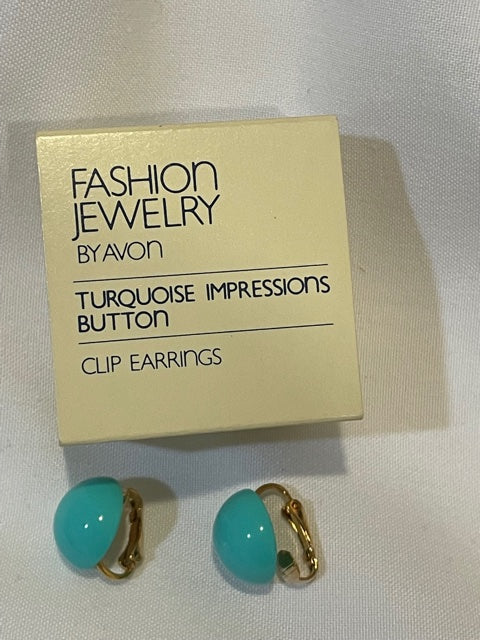 FASHION
JEWELRY
BY AVON
TURQUOISE IMPRESSIONS
BUTTON
CLIP EARRINGS